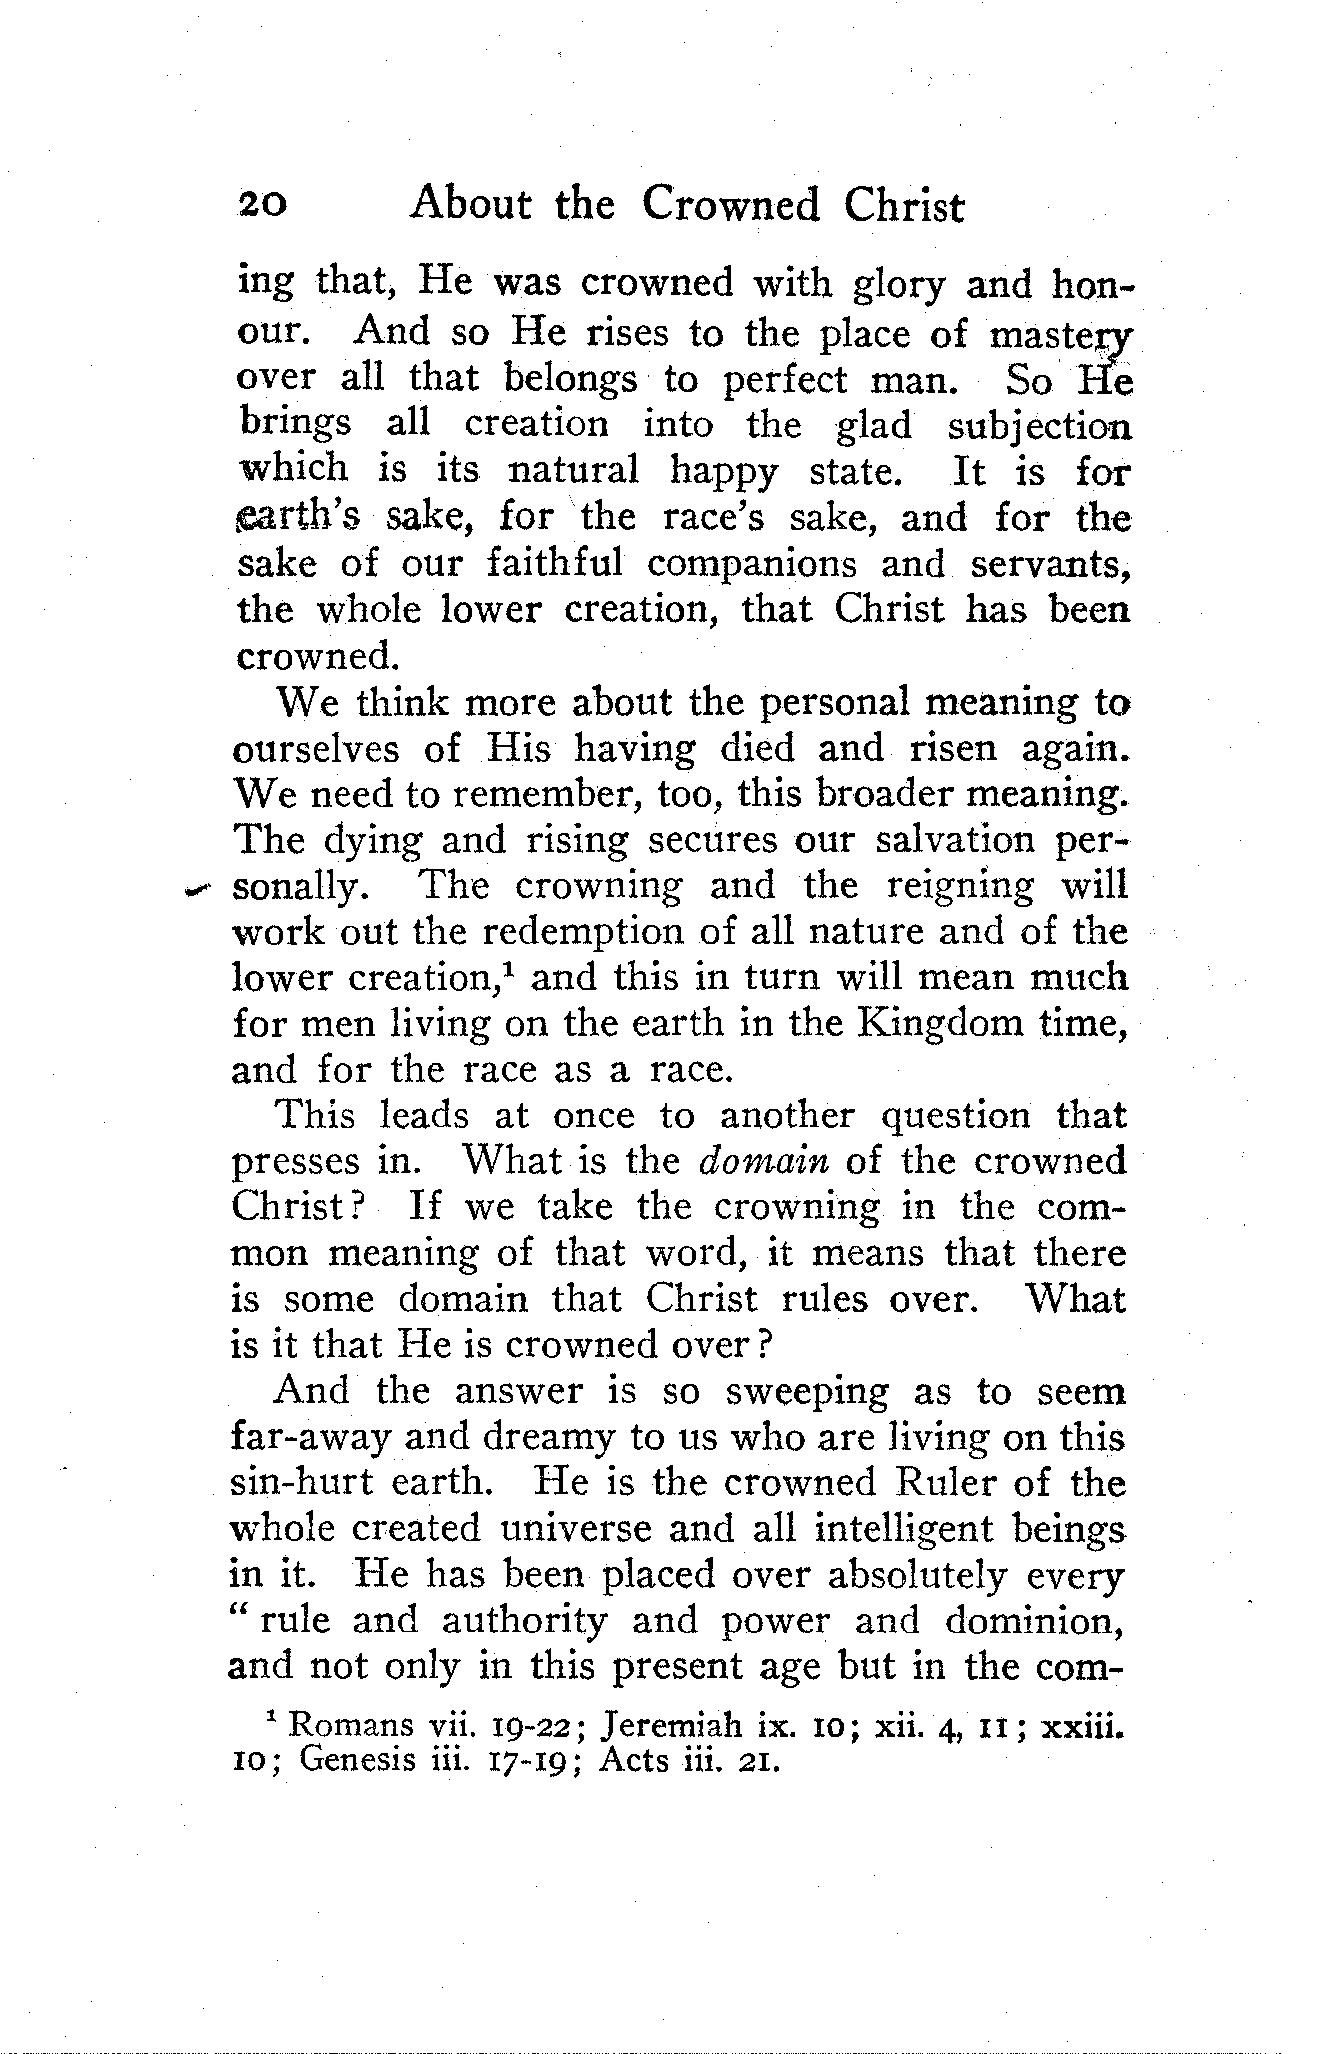 20 About the Crowned Christ
ing that, He was crowned with glory and hon-
our. And so He rises to the place of mastery
over all that belongs to perfect man. So He
brings all creation into the glad subjection
which is its natural happy state. It is for
earth's sake, for the race's sake, and for the
sake of our faithful companions and servants,
the whole lower creation, that Christ has been
crowned.
We think more about the personal meaning to
ourselves of His having died and risen again.
We need to remember, too, this broader meaning.
The dying and rising secures our salvation per-
sonally. The crowning and the reigning will
work out the redemption of all nature and of the
lower creation,¹ and this in turn will mean much
for men living on the earth in the Kingdom time,
and for the race as a race.
This leads at once to another question that
presses in. What is the domain of the crowned
Christ? If we take the crowning in the com-
mon meaning of that word, it means that there
is some domain that Christ rules over. What
is it that He is crowned over?
And the answer is so sweeping as to seem
far-away and dreamy to us who are living on this
sin-hurt earth. He is the crowned Ruler of the
whole created universe and all intelligent beings
in it. He has been placed over absolutely every
“ rule and authority and power and dominion,
and not only in this present age but in the com-
¹ Romans vii. 19-22; Jeremiah ix. 10; xii. 4, 11; xxiii.
10; Genesis iii. 17-19; Acts iii. 21.